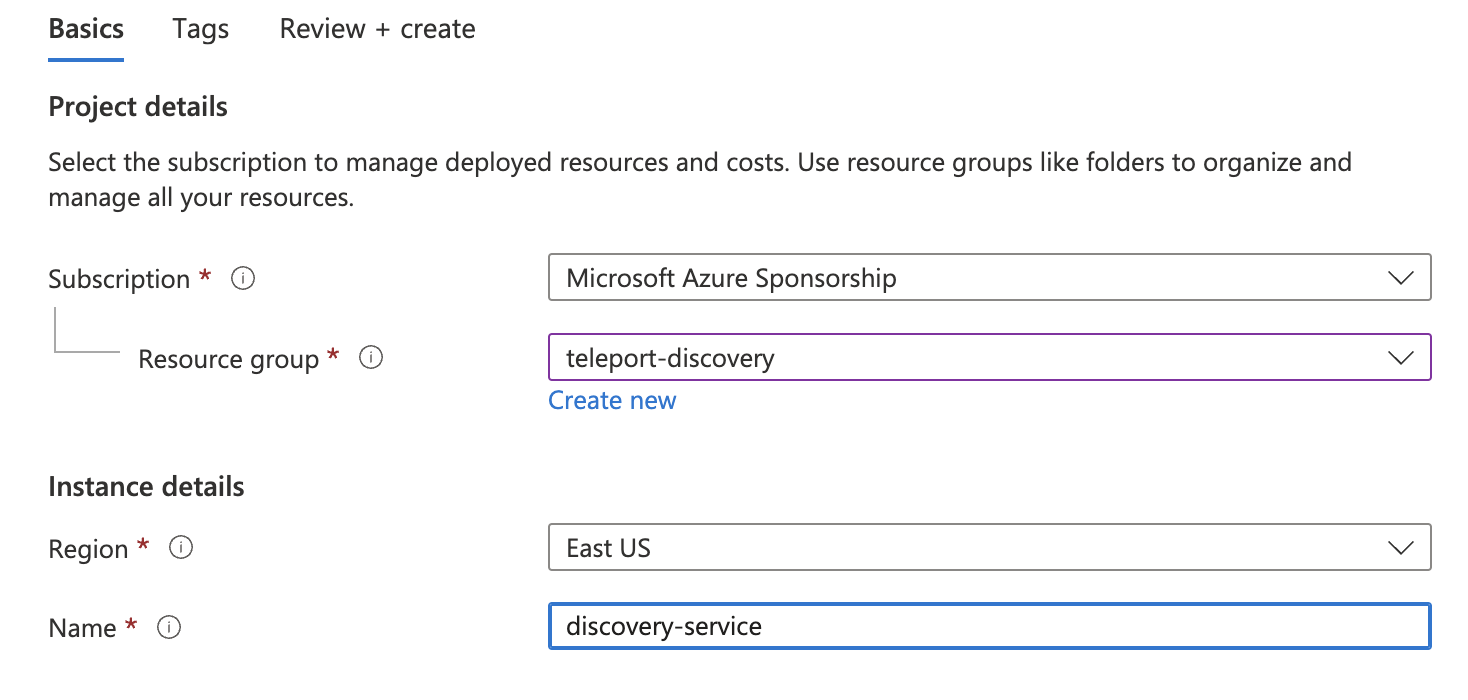 Basics Tags Review + create
Project details
Select the subscription to manage deployed resources and costs. Use resource groups like folders to organize and
manage all your resources.
Subscription * Microsoft Azure Sponsorship
Resource group * teleport-discovery
Create new
Instance details
Region * East US
Name * discovery-service